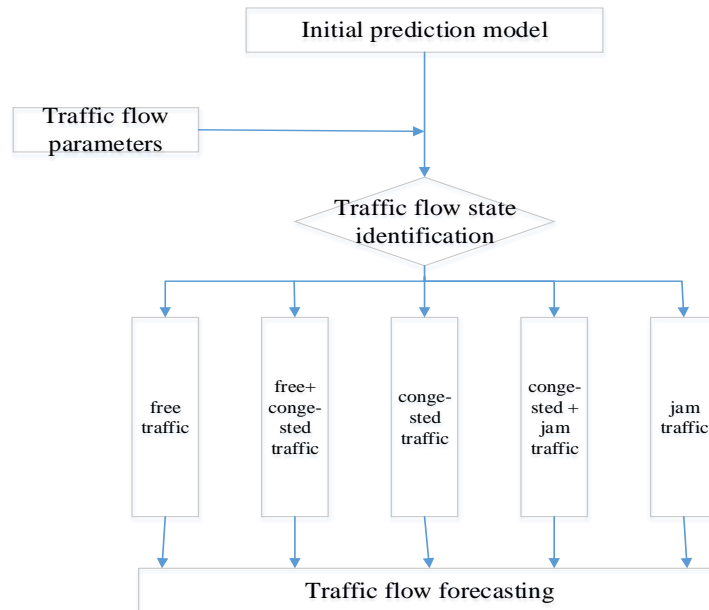 Initial prediction model
Traffic flow
parameters
Traffic flow state
identification
free
traffic
free+
conge-
sted
traffic
conge-
sted
traffic
conge-
sted +
jam
traffic
jam
traffic
Traffic flow forecasting